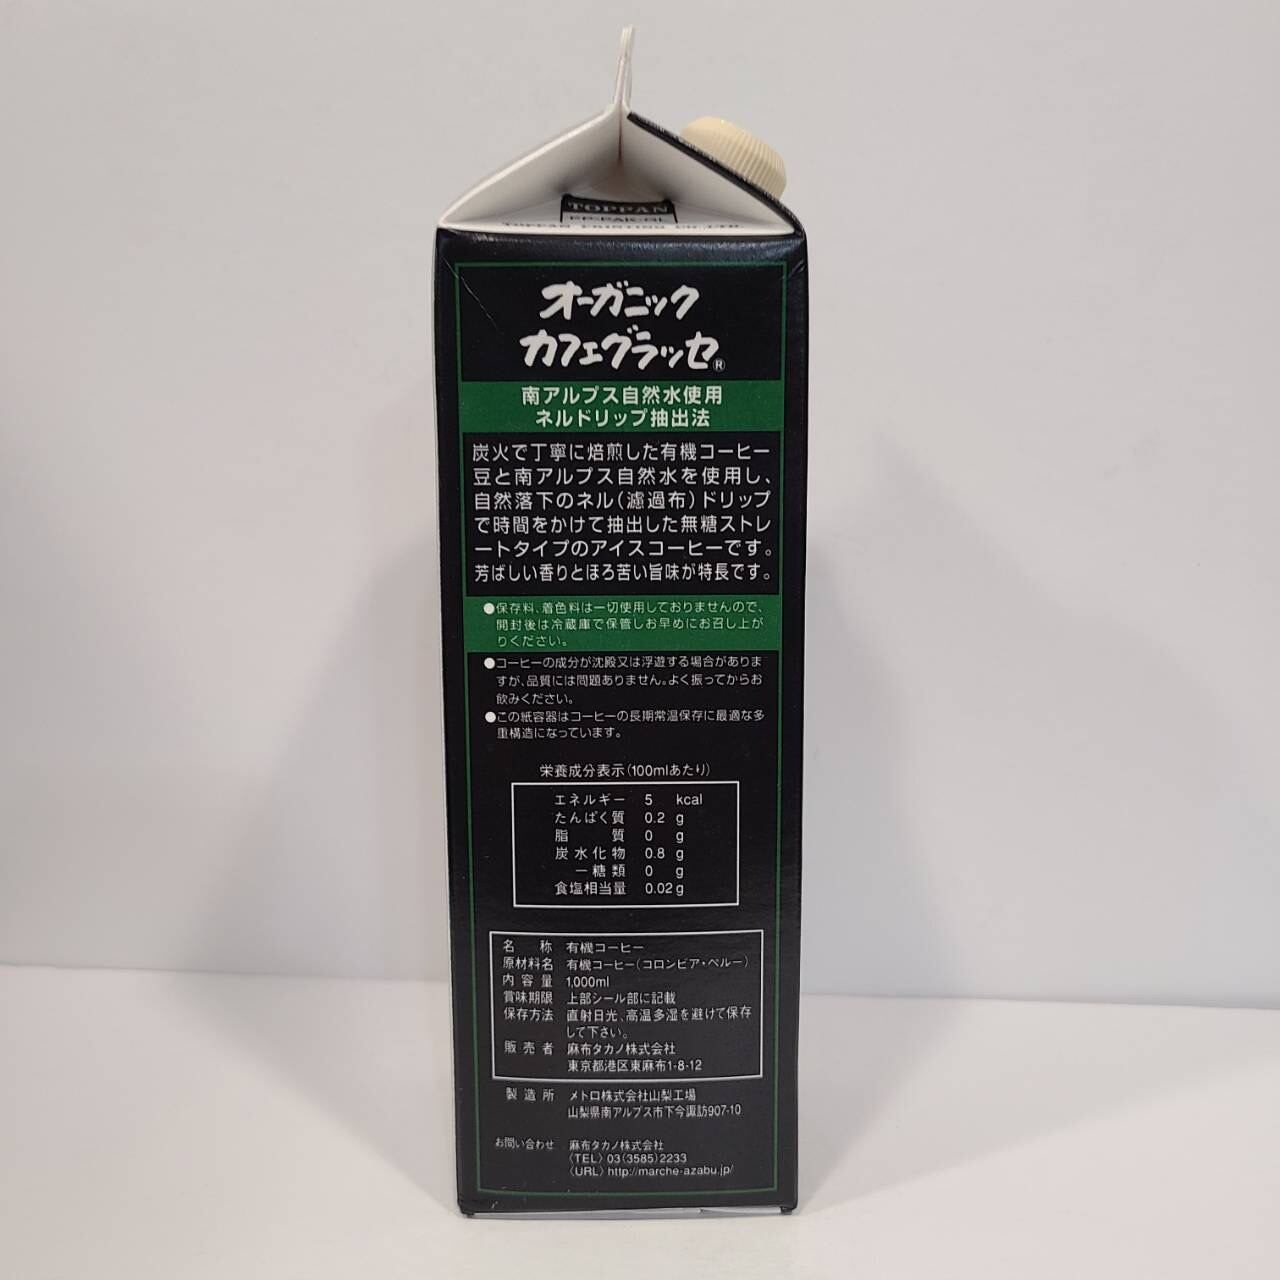 TOPPAN
EP-PAK・GL
TOPPAN PRINTING CO.,LTD.
オーガニック
カフェグラッセ®
南アルプス自然水使用
ネルドリップ抽出法
炭火で丁寧に焙煎した有機コーヒー
豆と南アルプス自然水を使用し、
自然落下のネル(濾過布)ドリップ
で時間をかけて抽出した無糖ストレ
ートタイプのアイスコーヒーです。
芳ばしい香りとほろ苦い旨味が特長です。
●保存料、着色料は一切使用しておりませんので、
開封後は冷蔵庫で保管しお早めにお召し上が
りください。
●コーヒーの成分が沈殿又は浮遊する場合がありま
すが、品質には問題ありません。よく振ってからお
飲みください。
●この紙容器はコーヒーの長期常温保存に最適な多
重構造になっています。
栄養成分表示(100mlあたり)
エネルギー 5 kcal
たんぱく質 0.2 g
脂質 0 g
炭水化物 0.8 g
ー糖類 0 g
食塩相当量 0.02 g
名称 有機コーヒー
原材料名 有機コーヒー(コロンビア・ペルー)
内容量 1,000ml
賞味期限 上部シール部に記載
保存方法 直射日光、高温多湿を避けて保存
して下さい。
販売者 麻布タカノ株式会社
東京都港区東麻布1-8-12
製造所 メトロ株式会社山梨工場
山梨県南アルプス市下今諏訪907-10
お問い合わせ 麻布タカノ株式会社
〈TEL〉03(3585)2233
〈URL〉http://marche-azabu.jp/